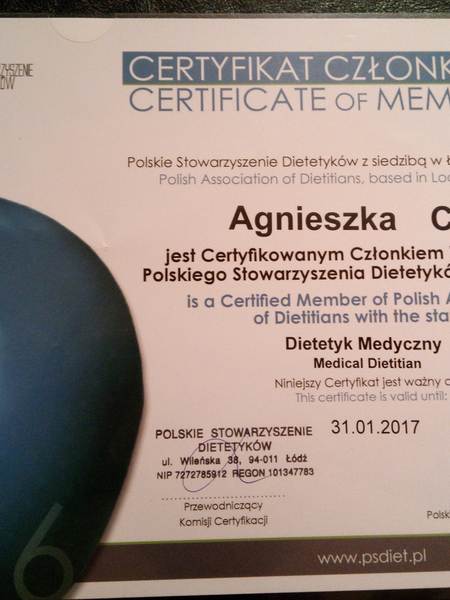 ZYSZENIE
CERTYFIKAT CZŁONK
CERTIFICATE OF MEM
Polskie Stowarzyszenie Dietetyków z siedzibą w Ł
Polish Association of Dietitians, based in Lo
Agnieszka C
jest Certyfikowanym Członkiem
Polskiego Stowarzyszenia Dietetykó
is a Certified Member of Polish A
of Dietitians with the sta
Dietetyk Medyczny
Medical Dietitian
Niniejszy Certyfikat jest ważny
This certificate is valid until:
31.01.2017
POLSKIE STOWARZYSZENIE
DIETETYKÓW
ul. Wileńska 38, 94-011 Łódź
NIP 7272785912 REGON 101347783
Przewodniczący
Komisji Certyfikacji
Polsk
www.psdiet.pl
6